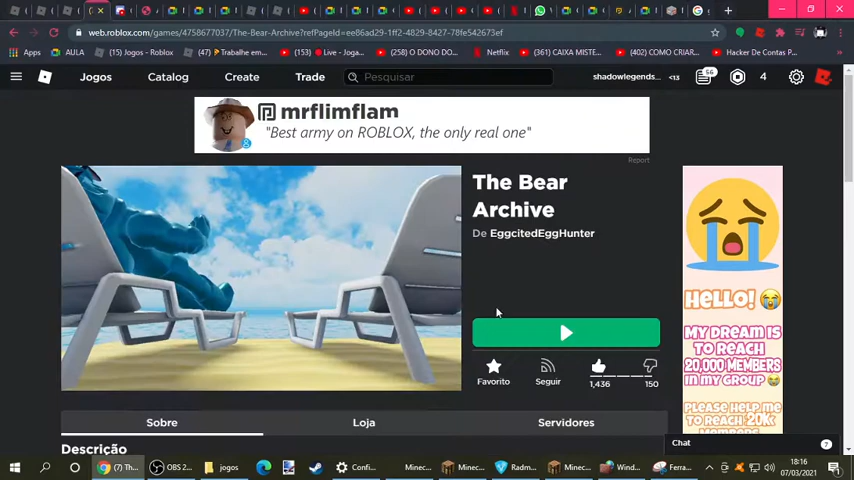 web.roblox.com/games/4758677037/The-Bear-Archive?refPageId=ee86ad29-1ff2-4829-8427-78fe542673ef
Apps AULA (15) Jornais - Roblox (47) Trabalhe em... (153) Live - Joga... (258) O DONO DO... Netflix (361) CAIXA MISTE... (402) COMO CRIAR... Hacker De Contas P...
Jogos Catalog Create Trade Pesquisar shadowlegends... <13 56 4
mrflimflam
"Best army on ROBLOX, the only real one"
Report
The Bear
Archive
De EggcitedEggHunter
HELLO!
MY DREAM IS
TO REACH
20,000 MEMBERS
IN MY GROUP
PLEASE HELP ME
TO REACH 20K
Favorito Seguir 1,436 150
Sobre Loja Servidores
Descrição
Chat ?
(7) Th... OBS 2... jogos Confi... Minec... Minec... Radm... Minec... Wind... Ferra... 18:16
07/03/2021